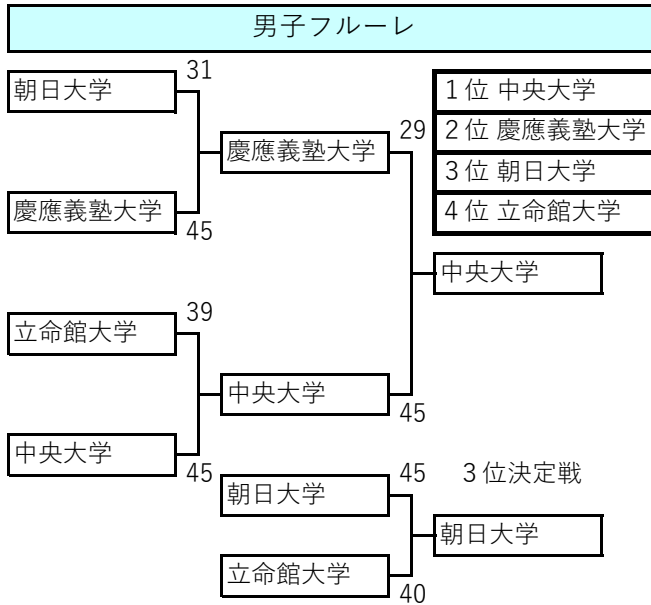 男子フルーレ
朝日大学
31
慶應義塾大学
45
慶應義塾大学
29
1位 中央大学
2位 慶應義塾大学
3位 朝日大学
4位 立命館大学
中央大学
立命館大学
39
中央大学
45
中央大学
45
3位決定戦
朝日大学
45
立命館大学
40
朝日大学